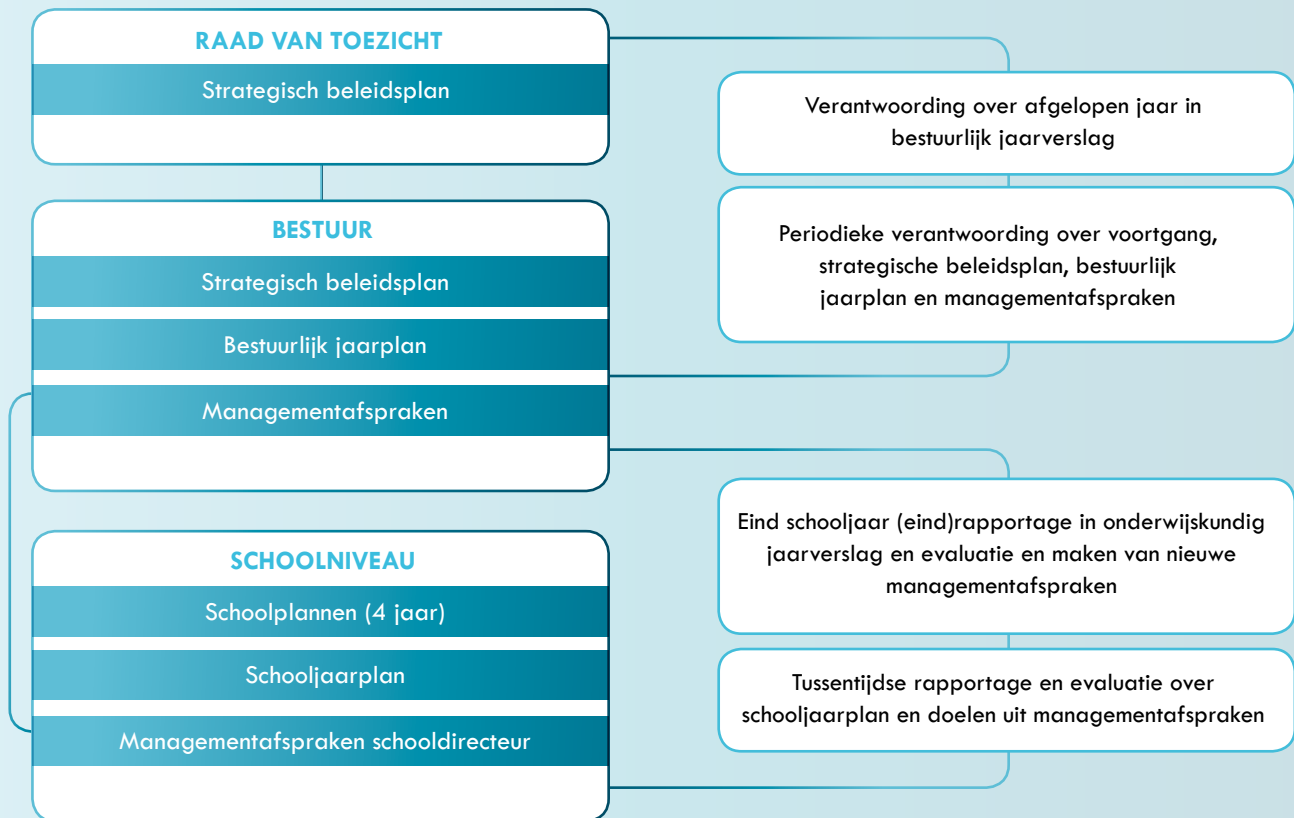 RAAD VAN TOEZICHT
Strategisch beleidsplan
BESTUUR
Strategisch beleidsplan
Bestuurlijk jaarplan
Managementafspraken
SCHOOLNIVEAU
Schoolplannen (4 jaar)
Schooljaarplan
Managementafspraken schooldirecteur
Verantwoording over afgelopen jaar in
bestuurlijk jaarverslag
Periodieke verantwoording over voortgang,
strategische beleidsplan, bestuurlijk
jaarplan en managementafspraken
Eind schooljaar (eind)rapportage in onderwijskundig
jaarverslag en evaluatie en maken van nieuwe
managementafspraken
Tussentijdse rapportage en evaluatie over
schooljaarplan en doelen uit managementafspraken